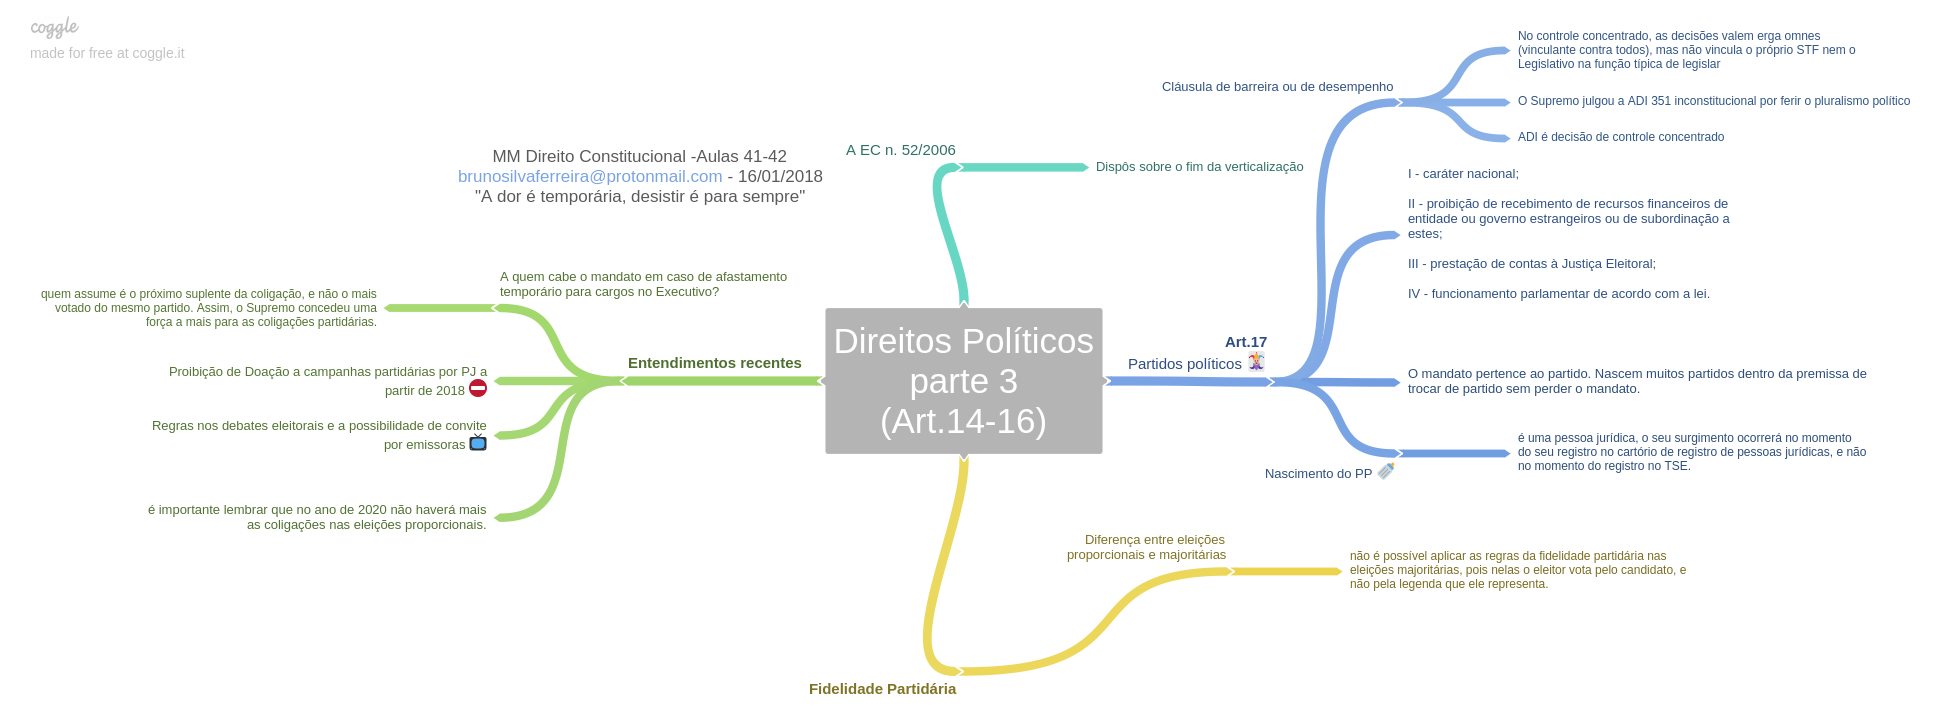 coggle
made for free at coggle.it
MM Direito Constitucional -Aulas 41-42
brunosilvaferreira@protonmail.com - 16/01/2018
"A dor é temporária, desistir é para sempre"
Direitos Políticos
parte 3
(Art.14-16)
A EC n. 52/2006
Dispôs sobre o fim da verticalização
Art.17
Partidos políticos
Cláusula de barreira ou de desempenho
No controle concentrado, as decisões valem erga omnes
(vinculante contra todos), mas não vincula o próprio STF nem o
Legislativo na função típica de legislar
O Supremo julgou a ADI 351 inconstitucional por ferir o pluralismo político
ADI é decisão de controle concentrado
I - caráter nacional;
II - proibição de recebimento de recursos financeiros de
entidade ou governo estrangeiros ou de subordinação a
estes;
III - prestação de contas à Justiça Eleitoral;
IV - funcionamento parlamentar de acordo com a lei.
O mandato pertence ao partido. Nascem muitos partidos dentro da premissa de
trocar de partido sem perder o mandato.
Nascimento do PP
é uma pessoa jurídica, o seu surgimento ocorrerá no momento
do seu registro no cartório de registro de pessoas jurídicas, e não
no momento do registro no TSE.
Fidelidade Partidária
Diferença entre eleições
proporcionais e majoritárias
não é possível aplicar as regras da fidelidade partidária nas
eleições majoritárias, pois nelas o eleitor vota pelo candidato, e
não pela legenda que ele representa.
Entendimentos recentes
A quem cabe o mandato em caso de afastamento
temporário para cargos no Executivo?
quem assume é o próximo suplente da coligação, e não o mais
votado do mesmo partido. Assim, o Supremo concedeu uma
força a mais para as coligações partidárias.
Proibição de Doação a campanhas partidárias por PJ a
partir de 2018
Regras nos debates eleitorais e a possibilidade de convite
por emissoras
é importante lembrar que no ano de 2020 não haverá mais
as coligações nas eleições proporcionais.